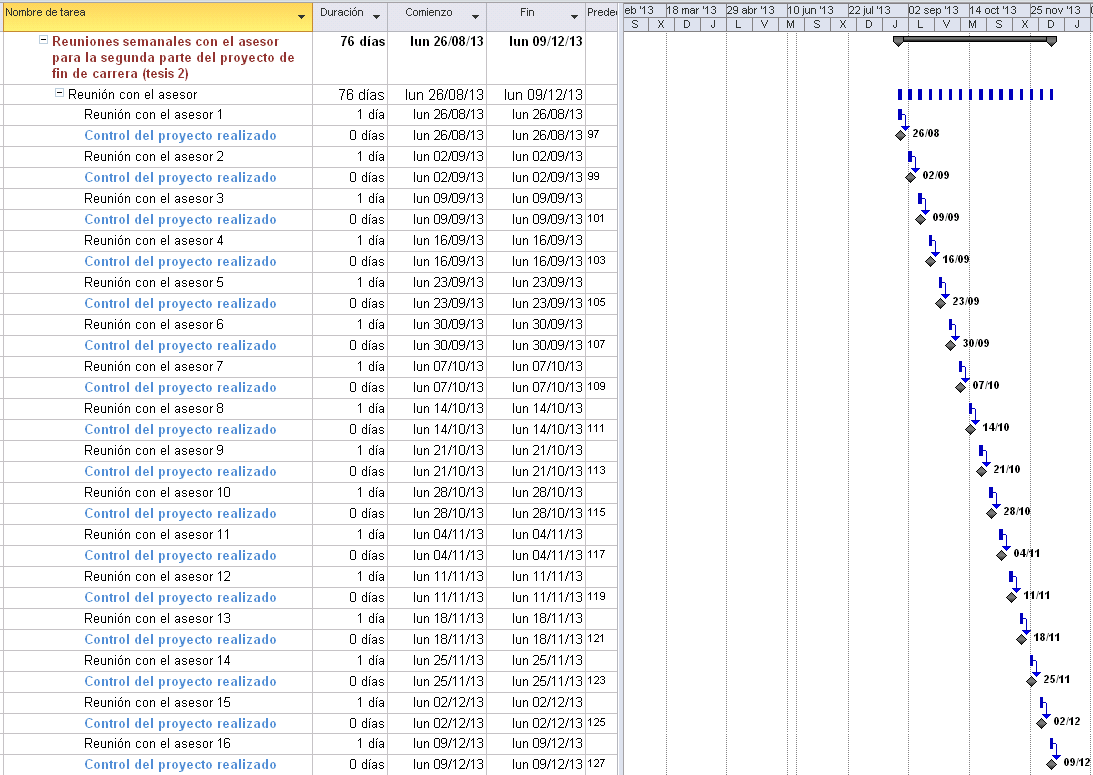 Nombre de tarea Duración Comienzo Fin Predec
eb '13 18 mar '13 29 abr '13 10 jun '13 22 jul '13 02 sep '13 14 oct '13 25 nov '13 0
S X D J L V M S X D J L V M S X D J
Reuniones semanales con el asesor 76 días lun 26/08/13 lun 09/12/13
para la segunda parte del proyecto de
fin de carrera (tesis 2)
Reunión con el asesor 76 días lun 26/08/13 lun 09/12/13
Reunión con el asesor 1 1 día lun 26/08/13 lun 26/08/13
Control del proyecto realizado 0 días lun 26/08/13 lun 26/08/13 97 26/08
Reunión con el asesor 2 1 día lun 02/09/13 lun 02/09/13
Control del proyecto realizado 0 días lun 02/09/13 lun 02/09/13 99 02/09
Reunión con el asesor 3 1 día lun 09/09/13 lun 09/09/13
Control del proyecto realizado 0 días lun 09/09/13 lun 09/09/13 101 09/09
Reunión con el asesor 4 1 día lun 16/09/13 lun 16/09/13
Control del proyecto realizado 0 días lun 16/09/13 lun 16/09/13 103 16/09
Reunión con el asesor 5 1 día lun 23/09/13 lun 23/09/13
Control del proyecto realizado 0 días lun 23/09/13 lun 23/09/13 105 23/09
Reunión con el asesor 6 1 día lun 30/09/13 lun 30/09/13
Control del proyecto realizado 0 días lun 30/09/13 lun 30/09/13 107 30/09
Reunión con el asesor 7 1 día lun 07/10/13 lun 07/10/13
Control del proyecto realizado 0 días lun 07/10/13 lun 07/10/13 109 07/10
Reunión con el asesor 8 1 día lun 14/10/13 lun 14/10/13
Control del proyecto realizado 0 días lun 14/10/13 lun 14/10/13 111 14/10
Reunión con el asesor 9 1 día lun 21/10/13 lun 21/10/13
Control del proyecto realizado 0 días lun 21/10/13 lun 21/10/13 113 21/10
Reunión con el asesor 10 1 día lun 28/10/13 lun 28/10/13
Control del proyecto realizado 0 días lun 28/10/13 lun 28/10/13 115 28/10
Reunión con el asesor 11 1 día lun 04/11/13 lun 04/11/13
Control del proyecto realizado 0 días lun 04/11/13 lun 04/11/13 117 04/11
Reunión con el asesor 12 1 día lun 11/11/13 lun 11/11/13
Control del proyecto realizado 0 días lun 11/11/13 lun 11/11/13 119 11/11
Reunión con el asesor 13 1 día lun 18/11/13 lun 18/11/13
Control del proyecto realizado 0 días lun 18/11/13 lun 18/11/13 121 18/11
Reunión con el asesor 14 1 día lun 25/11/13 lun 25/11/13
Control del proyecto realizado 0 días lun 25/11/13 lun 25/11/13 123 25/11
Reunión con el asesor 15 1 día lun 02/12/13 lun 02/12/13
Control del proyecto realizado 0 días lun 02/12/13 lun 02/12/13 125 02/12
Reunión con el asesor 16 1 día lun 09/12/13 lun 09/12/13
Control del proyecto realizado 0 días lun 09/12/13 lun 09/12/13 127 09/12